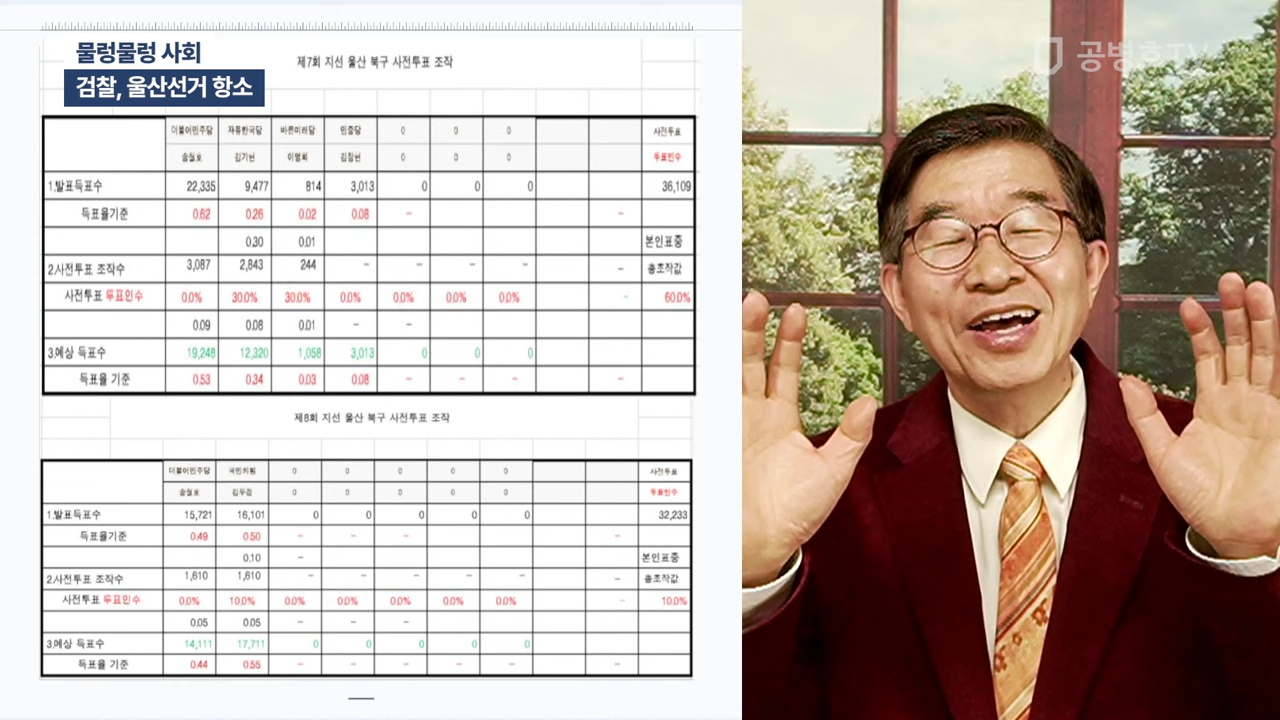 물렁물렁 사회
검찰, 울산선거 항소
공병호TV
제7회 지선 울산 북구 사전투표 조작
더불어민주당 자유한국당 바른미래당 민중당 0 0 0 사전투표
송철호 김기현 이영희 김창현 0 0 0 투표인수
1.발표득표수 22,335 9,477 814 3,013 0 0 0 36,109
득표율기준 0.62 0.26 0.02 0.08 - -
0.30 0.01 본인표중
2.사전투표 조작수 3,087 2,843 244 - - - - - 총조작값
사전투표 투표인수 0.0% 30.0% 30.0% 0.0% 0.0% 0.0% 0.0% - 60.0%
0.09 0.08 0.01 - -
3.예상 득표수 19,248 12,320 1,058 3,013 0 0 0
득표율 기준 0.53 0.34 0.03 0.08 - - - -
제8회 지선 울산 북구 사전투표 조작
더불어민주당 국민의힘 0 0 0 0 0 사전투표
송철호 김두겸 0 0 0 0 0 투표인수
1.발표득표수 15,721 16,101 0 0 0 0 0 32,233
득표율기준 0.49 0.50 - - - -
0.10 - 본인표중
2.사전투표 조작수 1,610 1,610 - - - - - - 총조작값
사전투표 투표인수 0.0% 10.0% 0.0% 0.0% 0.0% 0.0% 0.0% - 10.0%
0.05 0.05 - - -
3.예상 득표수 14,111 17,711 0 0 0 0 0
득표율 기준 0.44 0.55 - - - - - -